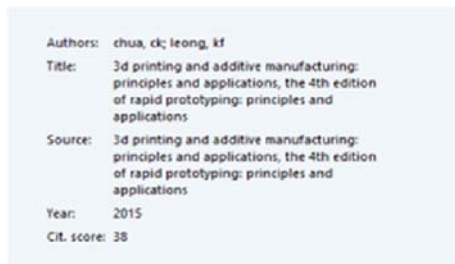 Authors: chua, ck; leong, kf
Title: 3d printing and additive manufacturing:
principles and applications, the 4th edition
of rapid prototyping: principles and
applications
Source: 3d printing and additive manufacturing:
principles and applications, the 4th edition
of rapid prototyping: principles and
applications
Year: 2015
Cit. score: 38